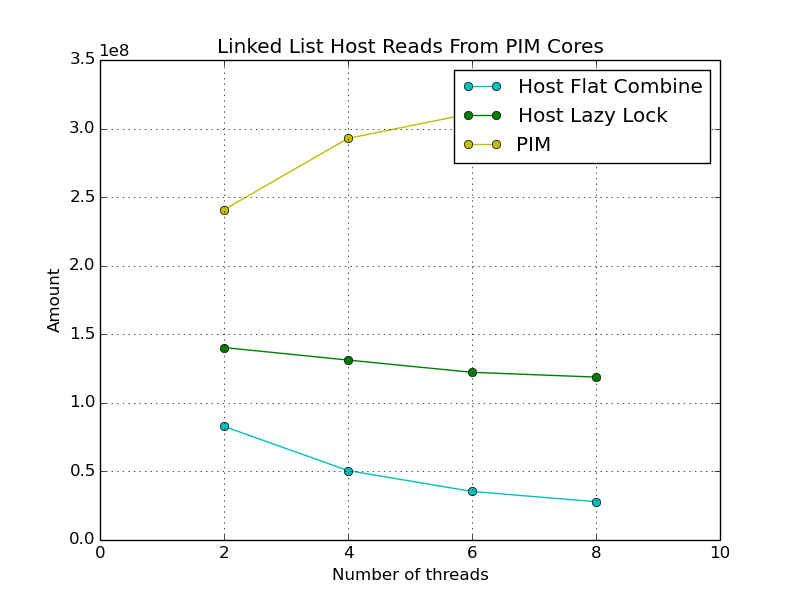 Linked List Host Reads From PIM Cores
1e8
3.5
3.0
2.5
2.0
1.5
1.0
0.5
0.0
Amount
Host Flat Combine
Host Lazy Lock
PIM
0 2 4 6 8 10
Number of threads